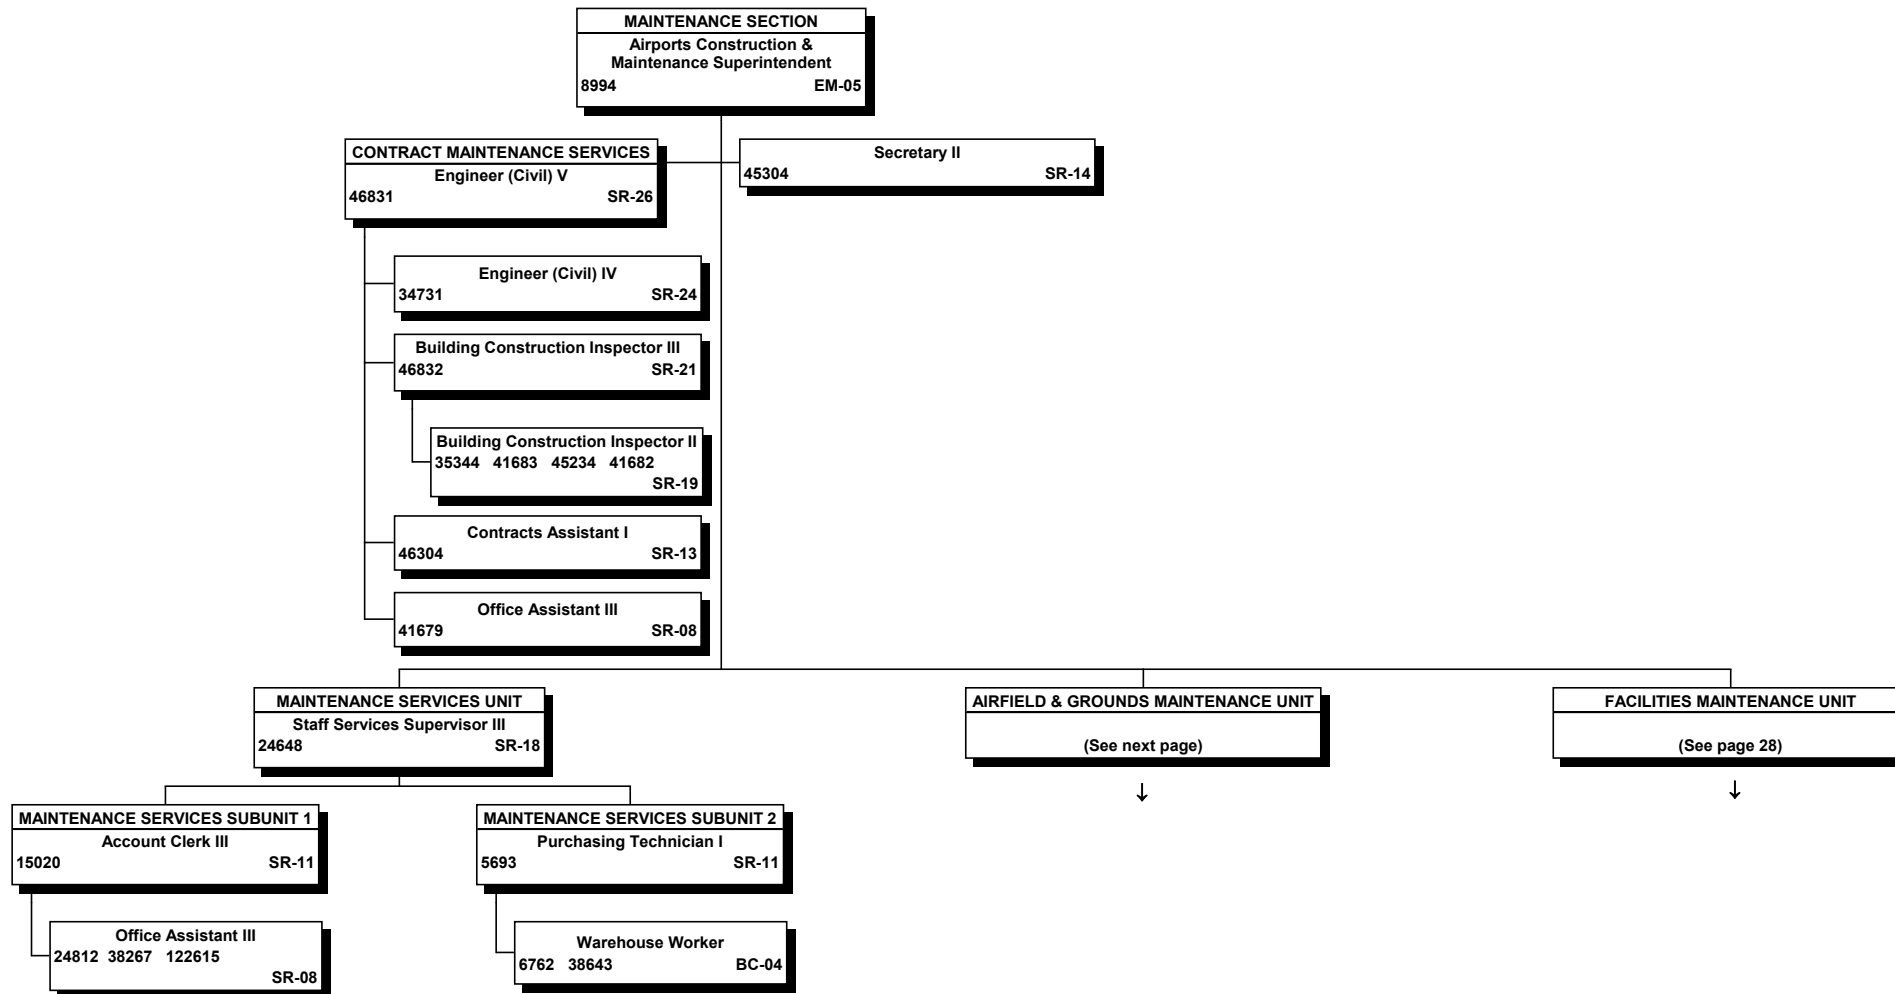 MAINTENANCE SECTION
Airports Construction &
Maintenance Superintendent
8994 EM-05
CONTRACT MAINTENANCE SERVICES
Engineer (Civil) V
46831 SR-26
Secretary II
45304 SR-14
Engineer (Civil) IV
34731 SR-24
Building Construction Inspector III
46832 SR-21
Building Construction Inspector II
35344 41683 45234 41682
SR-19
Contracts Assistant I
46304 SR-13
Office Assistant III
41679 SR-08
MAINTENANCE SERVICES UNIT
Staff Services Supervisor III
24648 SR-18
AIRFIELD & GROUNDS MAINTENANCE UNIT
(See next page)
↓
FACILITIES MAINTENANCE UNIT
(See page 28)
↓
MAINTENANCE SERVICES SUBUNIT 1
Account Clerk III
15020 SR-11
Office Assistant III
24812 38267 122615
SR-08
MAINTENANCE SERVICES SUBUNIT 2
Purchasing Technician I
5693 SR-11
Warehouse Worker
6762 38643 BC-04